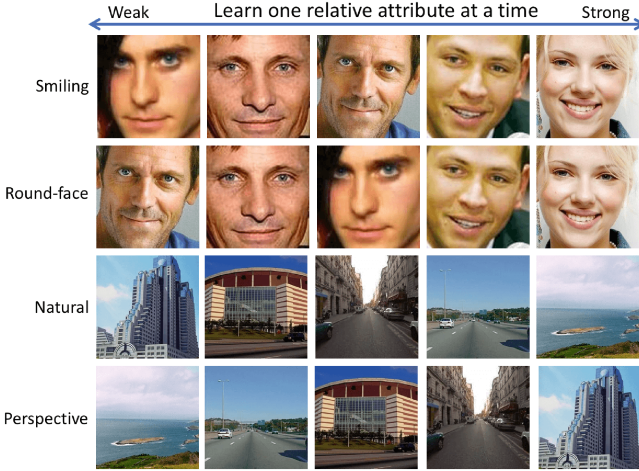 Learn one relative attribute at a time
Weak
Strong
Smiling
Round-face
Natural
Perspective